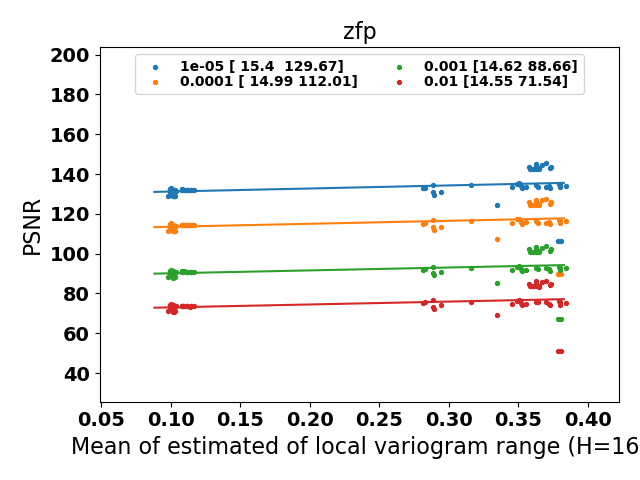 zfp
1e-05 [ 15.4  129.67]
0.0001 [ 14.99 112.01]
0.001 [14.62 88.66]
0.01 [14.55 71.54]
PSNR
200
180
160
140
120
100
80
60
40
0.05 0.10 0.15 0.20 0.25 0.30 0.35 0.40
Mean of estimated of local variogram range (H=16